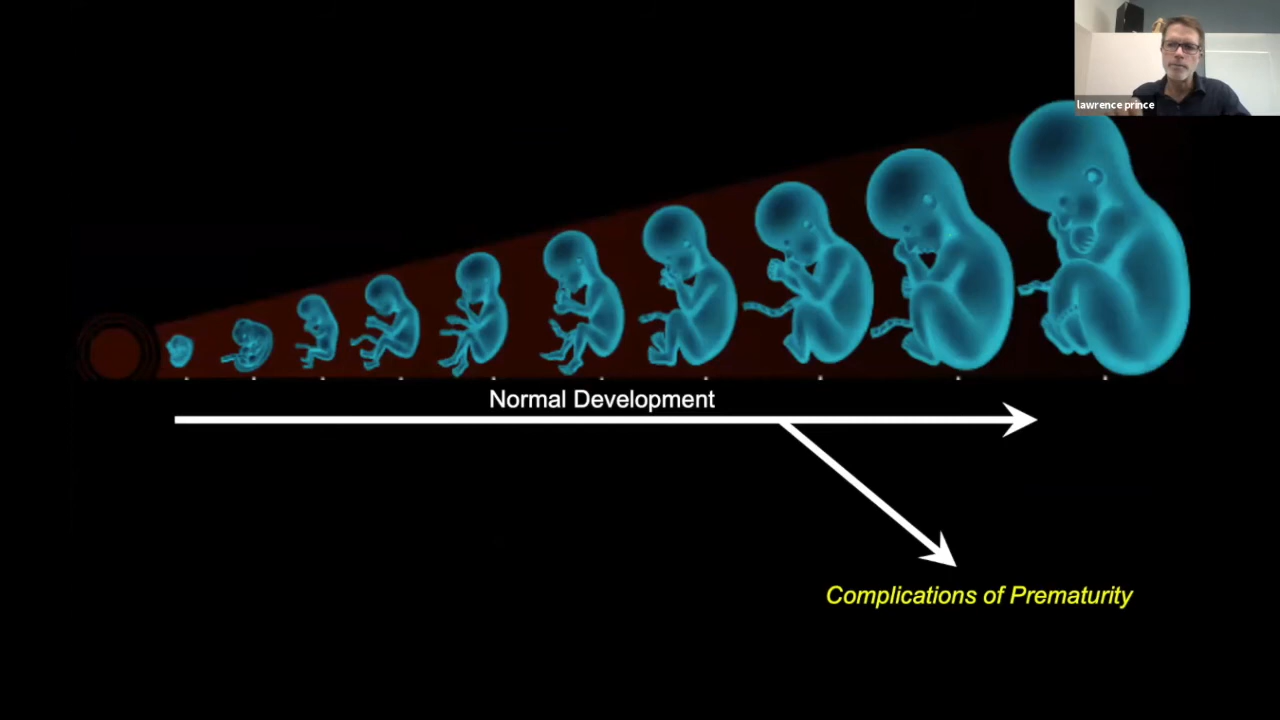 lawrence prince
Normal Development
Complications of Prematurity